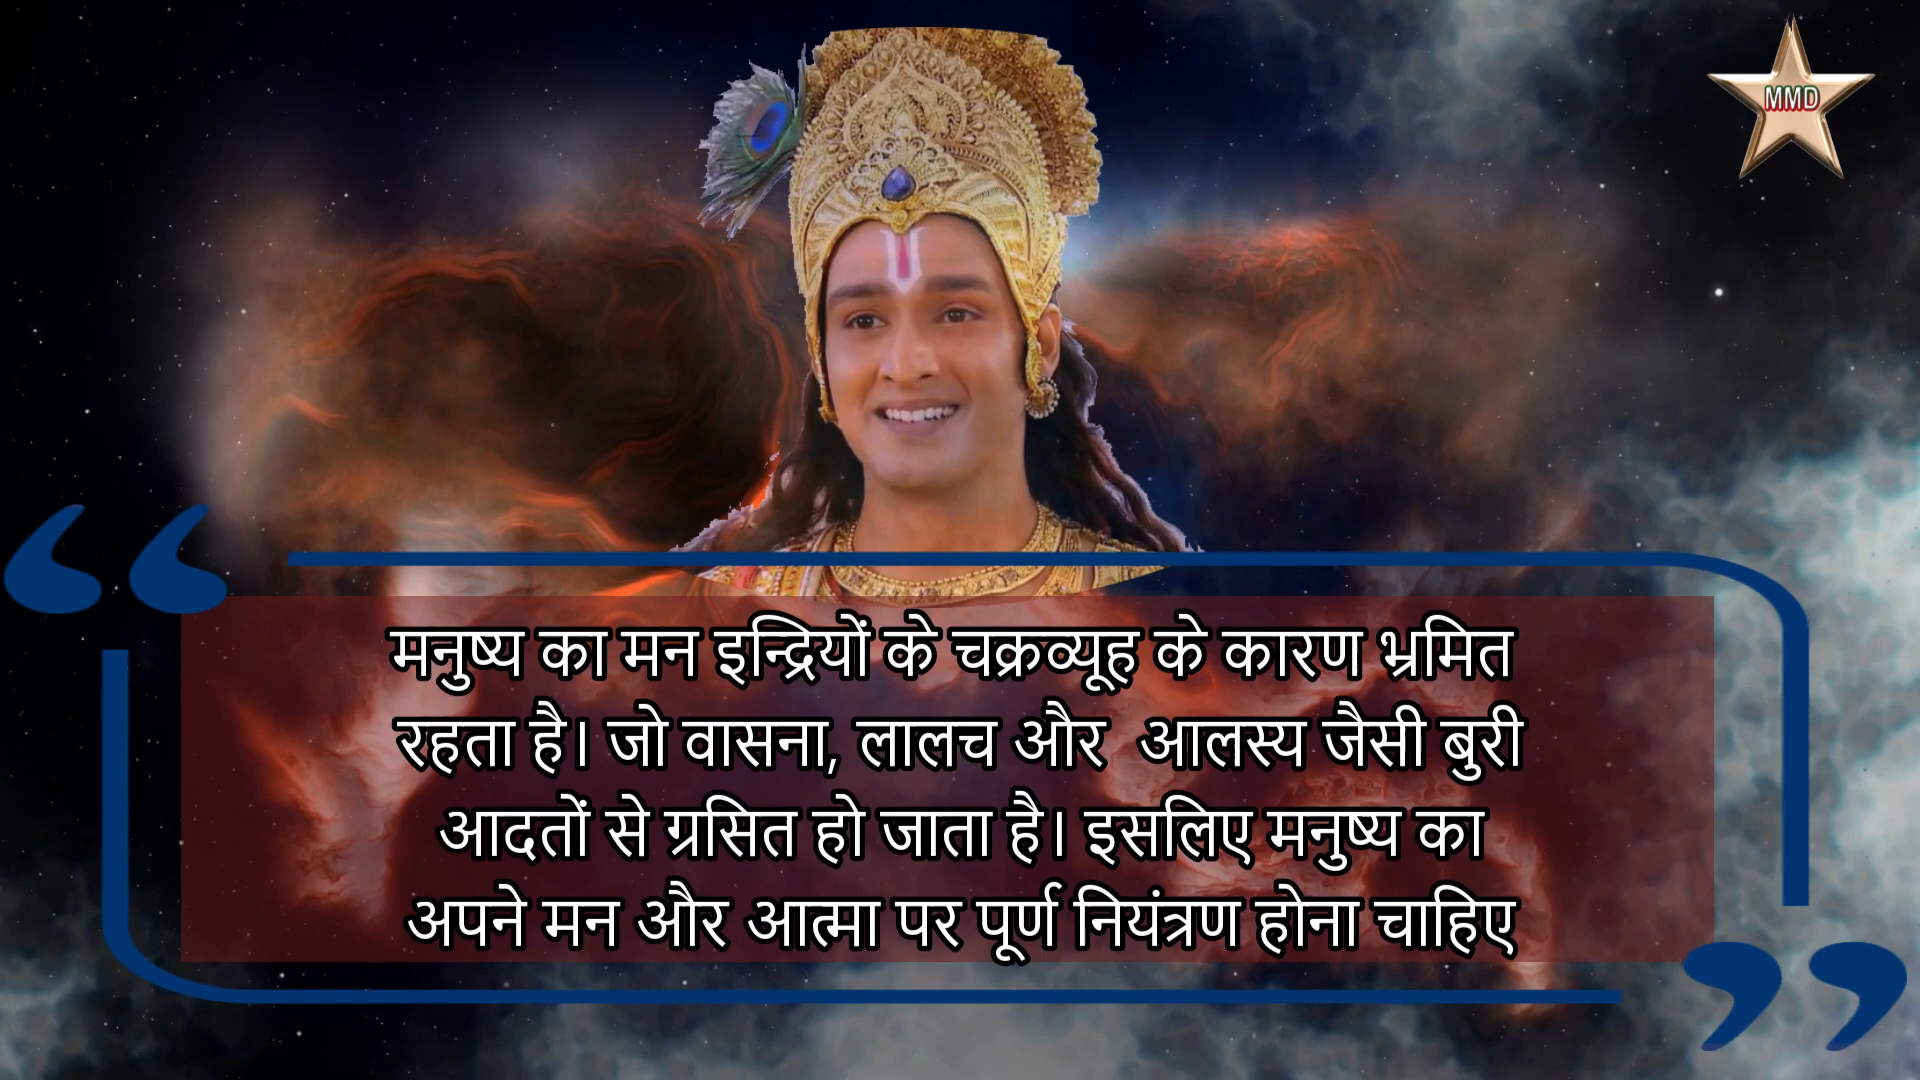 MMD
मनुष्य का मन इन्द्रियों के चक्रव्यूह के कारण भ्रमित
रहता है। जो वासना, लालच और आलस्य जैसी बुरी
आदतों से ग्रसित हो जाता है। इसलिए मनुष्य का
अपने मन और आत्मा पर पूर्ण नियंत्रण होना चाहिए